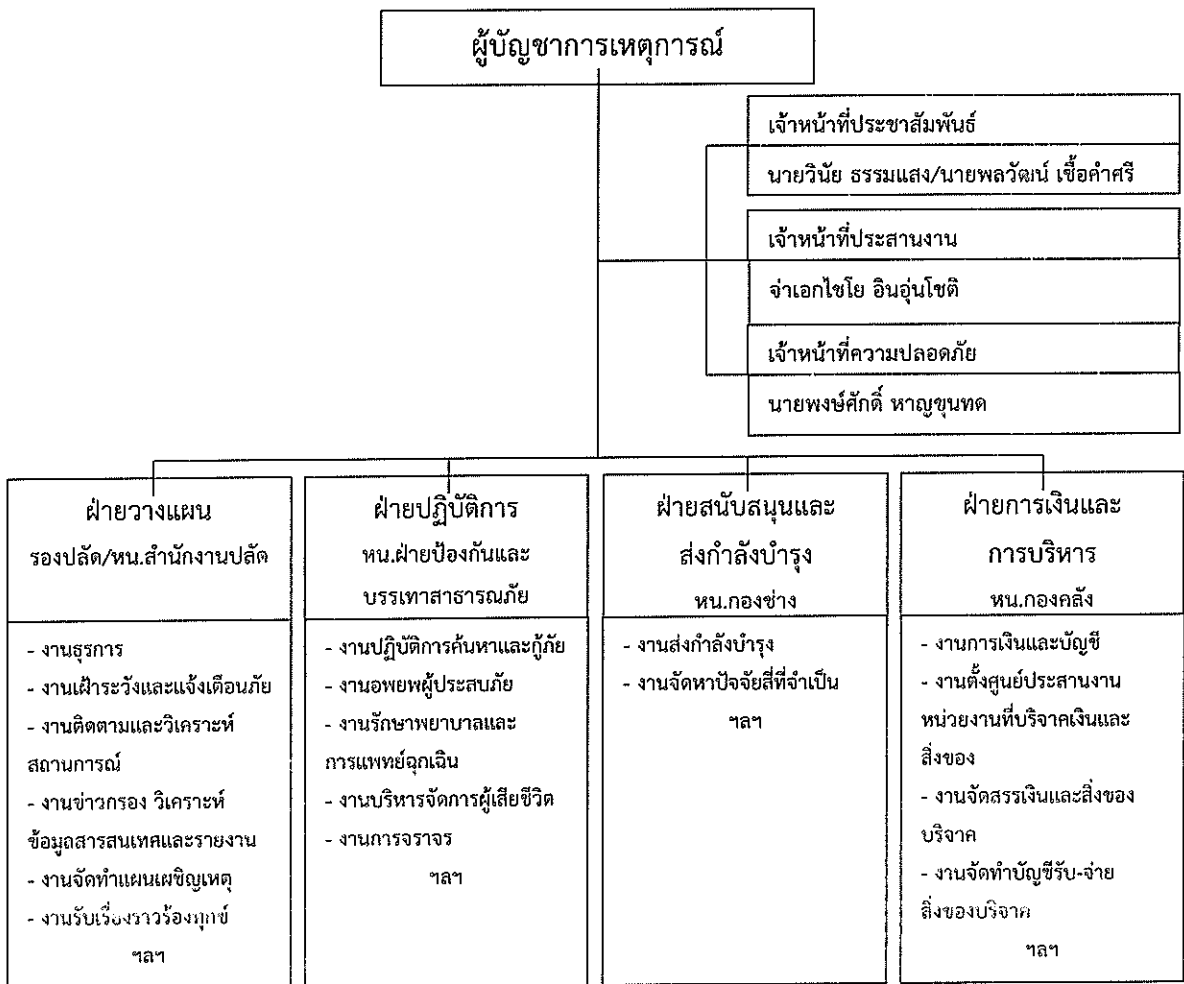 ผู้บัญชาการเหตุการณ์
เจ้าหน้าที่ประชาสัมพันธ์
นายวินัย ธรรมแสง/นายพลวัฒน์ เชื้อคำศรี
เจ้าหน้าที่ประสานงาน
จ่าเอกไชโย อินอุ่นโชติ
เจ้าหน้าที่ความปลอดภัย
นายพงษ์ศักดิ์ หาญขุนทด
ฝ่ายวางแผน
รองปลัด/หน.สำนักงานปลัด
- งานธุรการ
- งานเฝ้าระวังและแจ้งเตือนภัย
- งานติดตามและวิเคราะห์
สถานการณ์
- งานข่าวกรอง วิเคราะห์
ข้อมูลสารสนเทศและรายงาน
- งานจัดทำแผนเผชิญเหตุ
- งานรับเรื่องราวร้องทุกข์
ฯลฯ
ฝ่ายปฏิบัติการ
หน.ฝ่ายป้องกันและ
บรรเทาสาธารณภัย
- งานปฏิบัติการค้นหาและกู้ภัย
- งานอพยพผู้ประสบภัย
- งานรักษาพยาบาลและ
การแพทย์ฉุกเฉิน
- งานบริหารจัดการผู้เสียชีวิต
- งานการจราจร
ฯลฯ
ฝ่ายสนับสนุนและ
ส่งกำลังบำรุง
หน.กองช่าง
- งานส่งกำลังบำรุง
- งานจัดหาปัจจัยสี่ที่จำเป็น
ฯลฯ
ฝ่ายการเงินและ
การบริหาร
หน.กองคลัง
- งานการเงินและบัญชี
- งานตั้งศูนย์ประสานงาน
หน่วยงานที่บริจาคเงินและ
สิ่งของ
- งานจัดสรรเงินและสิ่งของ
บริจาค
- งานจัดทำบัญชีรับ-จ่าย
สิ่งของบริจาค
ฯลฯ